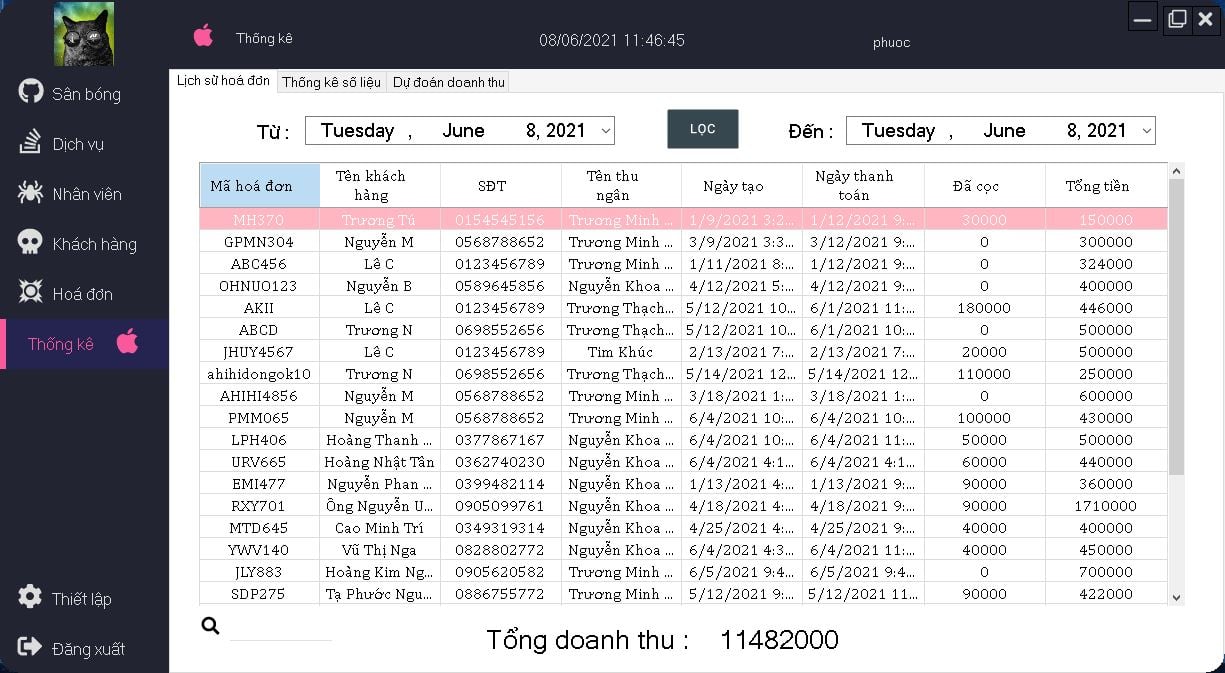 Thống kê
08/06/2021 11:46:45
phuoc
Sân bóng
Dịch vụ
Nhân viên
Khách hàng
Hoá đơn
Thống kê
Thiết lập
Đăng xuất
Lịch sử hoá đơn Thống kê số liệu Dự đoán doanh thu
Từ : Tuesday , June 8, 2021 LỌC Đến : Tuesday , June 8, 2021
Mã hoá đơn Tên khách hàng SĐT Tên thu ngân Ngày tạo Ngày thanh toán Đã cọc Tổng tiền
MH370 Trương Tú 0154545156 Trương Minh ... 1/9/2021 3:2... 1/12/2021 9:... 30000 150000
GPMN304 Nguyễn M 0568788652 Trương Minh ... 3/9/2021 3:3... 3/12/2021 9:... 0 300000
ABC456 Lê C 0123456789 Trương Minh ... 1/11/2021 8:... 1/12/2021 9:... 0 324000
OHNUO123 Nguyễn B 0589645856 Nguyễn Khoa ... 4/12/2021 5:... 4/12/2021 9:... 0 400000
AKII Lê C 0123456789 Trương Thạch... 5/12/2021 10... 6/1/2021 11:... 180000 446000
ABCD Trương N 0698552656 Trương Thạch... 5/12/2021 10... 6/1/2021 10:... 0 500000
JHUY4567 Lê C 0123456789 Tim Khúc 2/13/2021 7:... 2/13/2021 7:... 20000 500000
ahihidongok10 Trương N 0698552656 Trương Thạch... 5/14/2021 12... 5/14/2021 12... 110000 250000
AHIHI4856 Nguyễn M 0568788652 Trương Minh ... 3/18/2021 1:... 3/18/2021 1:... 0 600000
PMM065 Nguyễn M 0568788652 Trương Minh ... 6/4/2021 10:... 6/4/2021 10:... 100000 430000
LPH406 Hoàng Thanh ... 0377867167 Nguyễn Khoa ... 6/4/2021 10:... 6/4/2021 11:... 50000 500000
URV665 Hoàng Nhật Tân 0362740230 Nguyễn Khoa ... 6/4/2021 4:1... 6/4/2021 4:1... 60000 440000
EMI477 Nguyễn Phan ... 0399482114 Nguyễn Khoa ... 1/13/2021 4:... 1/13/2021 9:... 90000 360000
RXY701 Ông Nguyễn U... 0905099761 Nguyễn Khoa ... 4/18/2021 4:... 4/18/2021 9:... 90000 1710000
MTD645 Cao Minh Trí 0349319314 Nguyễn Khoa ... 4/25/2021 4:... 4/25/2021 9:... 40000 400000
YWV140 Vũ Thị Nga 0828802772 Nguyễn Khoa ... 6/4/2021 4:3... 6/4/2021 11:... 40000 450000
JLY883 Hoàng Kim Ng... 0905620582 Trương Minh ... 6/5/2021 9:4... 6/5/2021 9:4... 0 700000
SDP275 Tạ Phước Ngu... 0886755772 Trương Minh ... 5/12/2021 9:... 5/12/2021 11... 90000 422000
Tổng doanh thu : 11482000